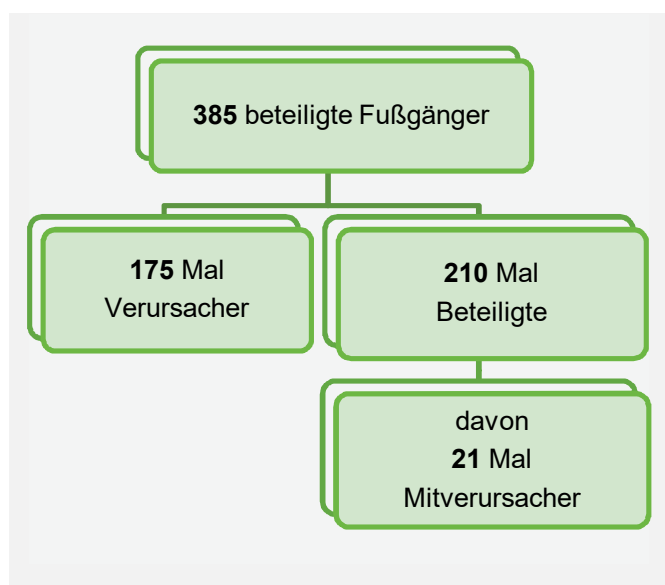 385 beteiligte Fußgänger
175 Mal
Verursacher
210 Mal
Beteiligte
davon
21 Mal
Mitverursacher